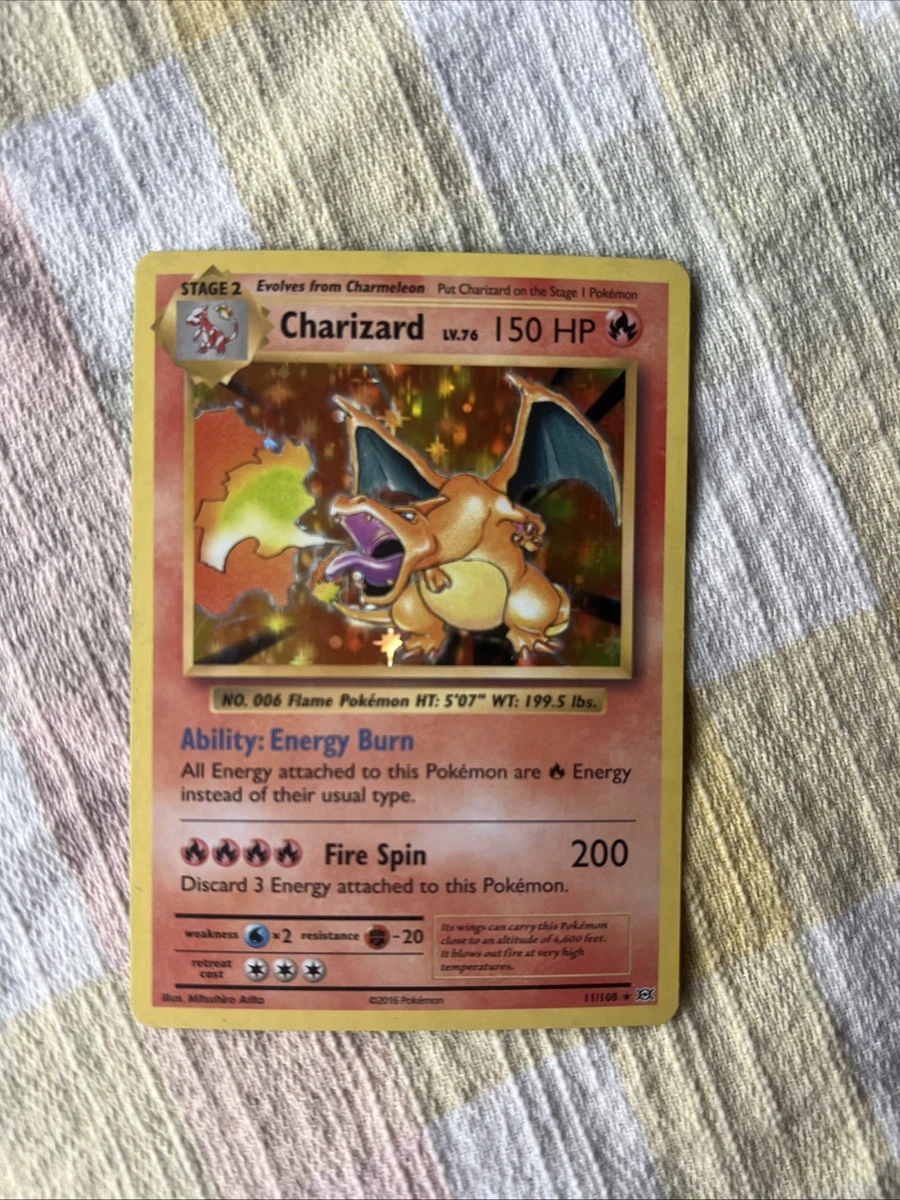 STAGE 2 Evolves from Charmeleon Put Charizard on the Stage 1 Pokémon
Charizard LV.76 150 HP
NO. 006 Flame Pokémon HT: 5'07" WT: 199.5 lbs.
Ability: Energy Burn
All Energy attached to this Pokémon are Energy
instead of their usual type.
Fire Spin 200
Discard 3 Energy attached to this Pokémon.
weakness ×2 resistance -20
retreat
cost
Its wings can carry this Pokémon
close to an altitude of 4,600 feet.
It blows out fire at very high
temperatures.
Illus. Mitsuhiro Arita ©2016 Pokémon 11/108 ★